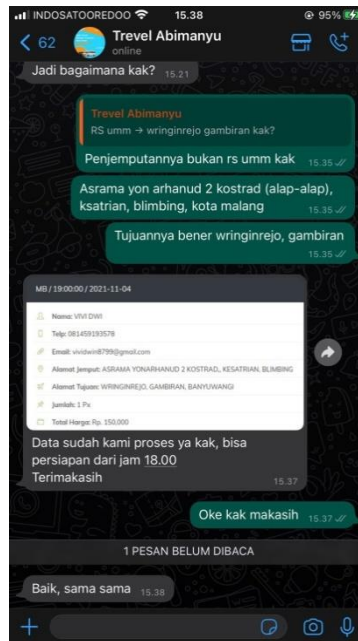 INDOSATOOREDOO 15.38 95%
62 Trevel Abimanyu
online
Jadi bagaimana kak? 15.21
Trevel Abimanyu
RS umm → wringinrejo gambiran kak?
Penjemputannya bukan rs umm kak 15.35
Asrama yon arhanud 2 kostrad (alap-alap),
ksatrian, blimbing, kota malang 15.35
Tujuannya bener wringinrejo, gambiran
15.35
MB / 19:00:00 / 2021-11-04
Nama: VIVI DWI
Telp: 081459193578
Email: vividwin8799@gmail.com
Alamat Jemput: ASRAMA YONARHANUD 2 KOSTRAD,, KESATRIAN, BLIMBING
Alamat Tujuan: WRINGINREJO, GAMBIRAN, BANYUWANGI
Jumlah: 1 Px
Total Harga: Rp. 150,000
Data sudah kami proses ya kak, bisa
persiapan dari jam 18.00
Terimakasih 15.37
Oke kak makasih 15.37
1 PESAN BELUM DIBACA
Baik, sama sama 15.38